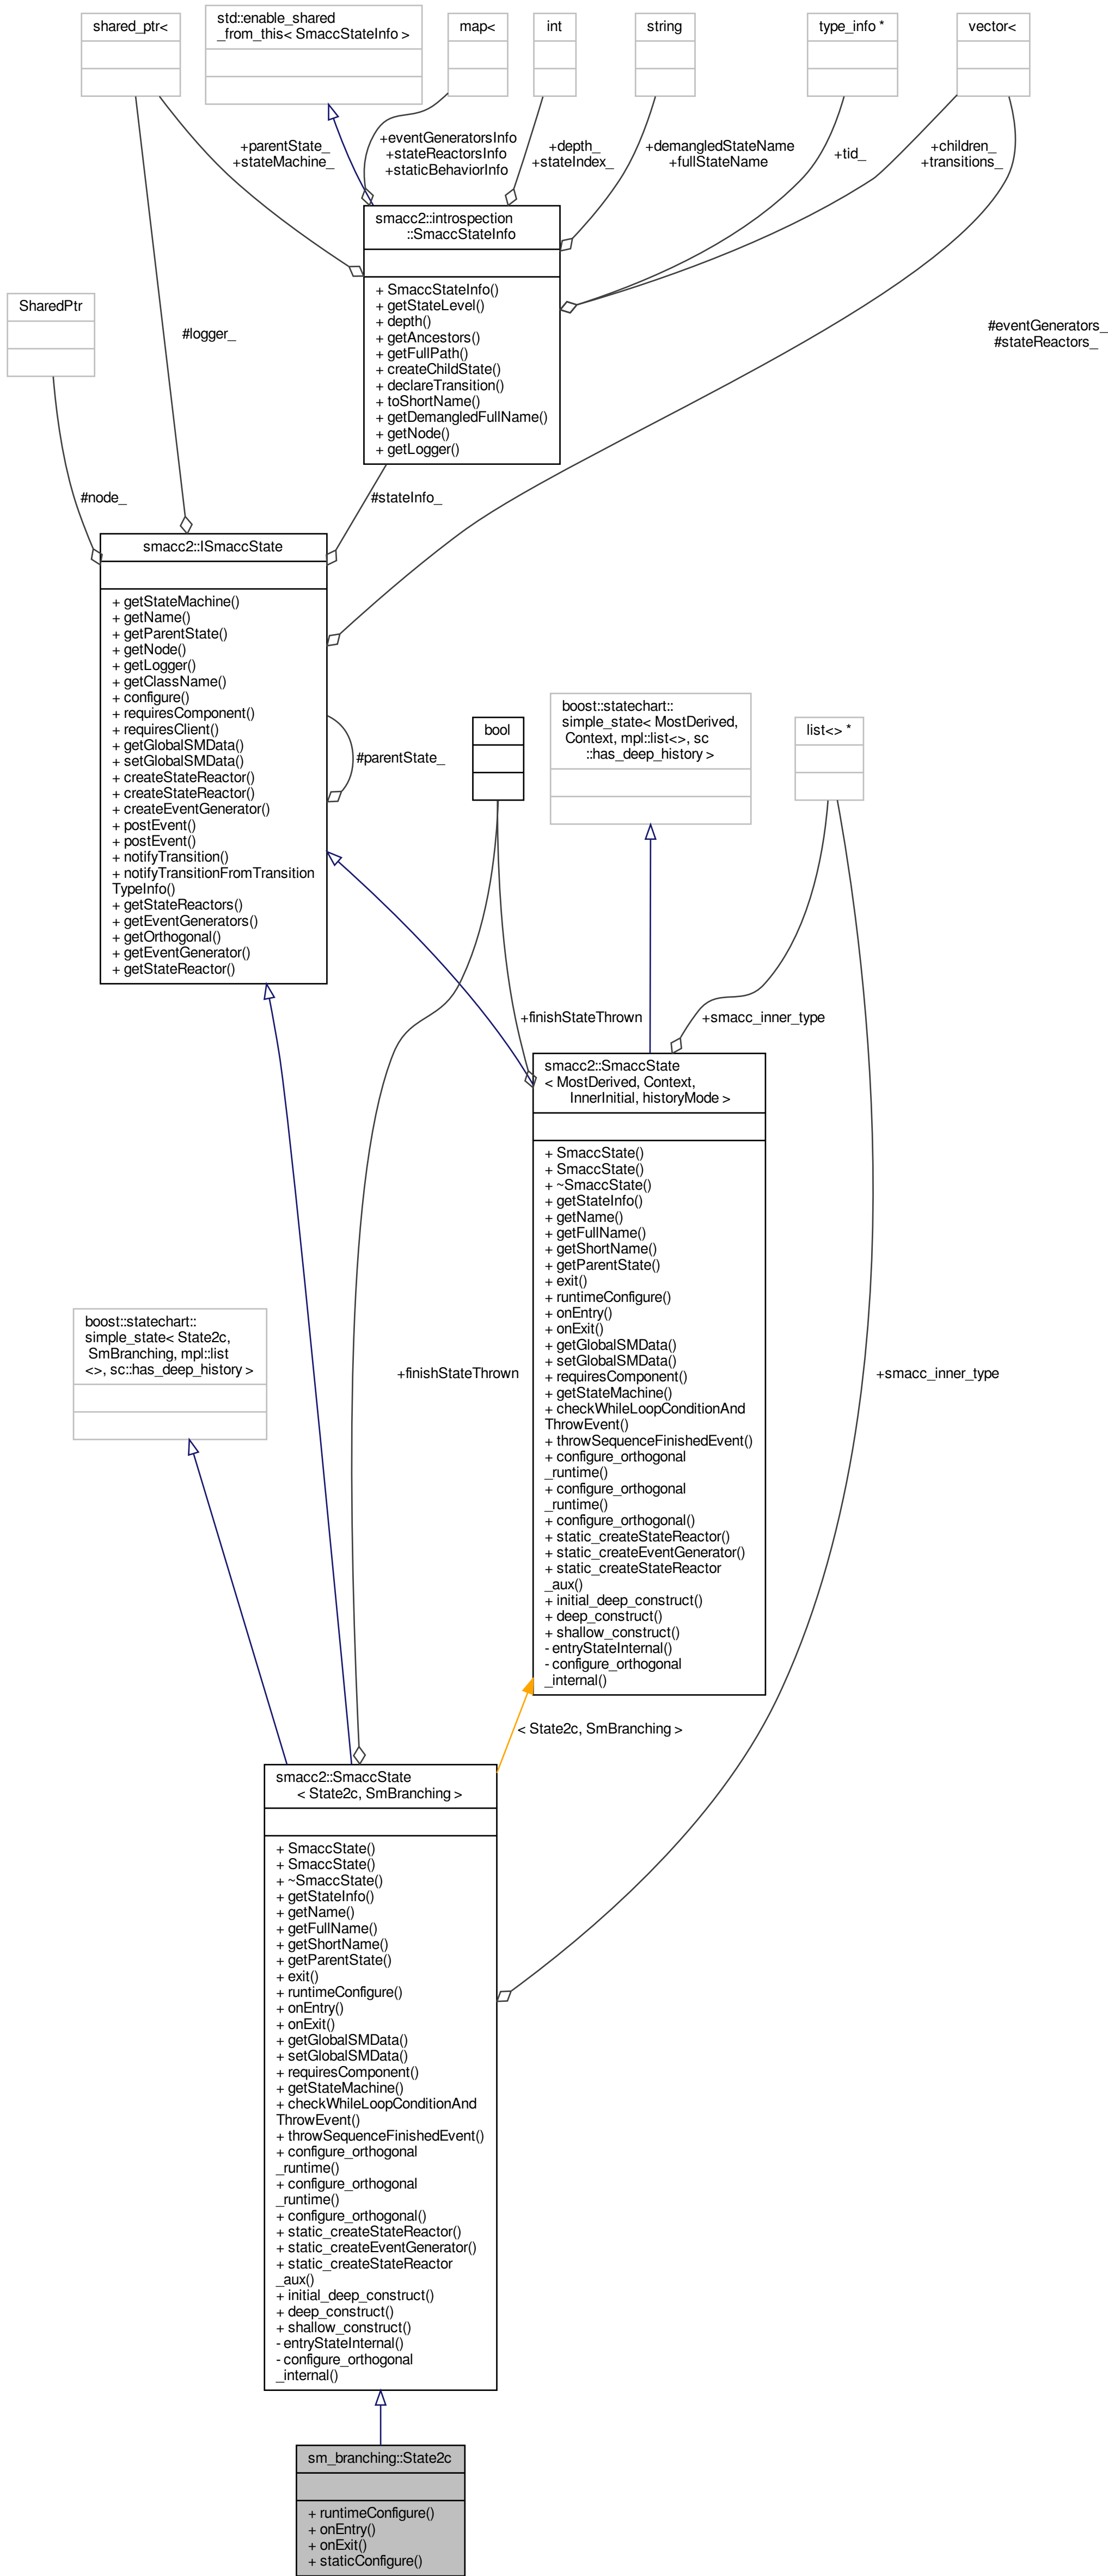 shared_ptr<
std::enable_shared
_from_this< SmaccStateInfo >
map<
int
string
type_info *
vector<
+parentState_
+stateMachine_
+eventGeneratorsInfo
+stateReactorsInfo
+staticBehaviorInfo
+depth_
+stateIndex_
+demangledStateName
+fullStateName
+tid_
+children_
+transitions_
smacc2::introspection
::SmaccStateInfo
+ SmaccStateInfo()
+ getStateLevel()
+ depth()
+ getAncestors()
+ getFullPath()
+ createChildState()
+ declareTransition()
+ toShortName()
+ getDemangledFullName()
+ getNode()
+ getLogger()
SharedPtr
#logger_
#eventGenerators_
#stateReactors_
#node_
#stateInfo_
smacc2::ISmaccState
+ getStateMachine()
+ getName()
+ getParentState()
+ getNode()
+ getLogger()
+ getClassName()
+ configure()
+ requiresComponent()
+ requiresClient()
+ getGlobalSMData()
+ setGlobalSMData()
+ createStateReactor()
+ createStateReactor()
+ createEventGenerator()
+ postEvent()
+ postEvent()
+ notifyTransition()
+ notifyTransitionFromTransition
TypeInfo()
+ getStateReactors()
+ getEventGenerators()
+ getOrthogonal()
+ getEventGenerator()
+ getStateReactor()
#parentState_
bool
boost::statechart::
simple_state< MostDerived,
Context, mpl::list<>, sc
::has_deep_history >
list<> *
+finishStateThrown
+smacc_inner_type
smacc2::SmaccState
< MostDerived, Context,
InnerInitial, historyMode >
+ SmaccState()
+ SmaccState()
+ ~SmaccState()
+ getStateInfo()
+ getName()
+ getFullName()
+ getShortName()
+ getParentState()
+ exit()
+ runtimeConfigure()
+ onEntry()
+ onExit()
+ getGlobalSMData()
+ setGlobalSMData()
+ requiresComponent()
+ getStateMachine()
+ checkWhileLoopConditionAnd
ThrowEvent()
+ throwSequenceFinishedEvent()
+ configure_orthogonal
_runtime()
+ configure_orthogonal
_runtime()
+ configure_orthogonal()
+ static_createStateReactor()
+ static_createEventGenerator()
+ static_createStateReactor
_aux()
+ initial_deep_construct()
+ deep_construct()
+ shallow_construct()
- entryStateInternal()
- configure_orthogonal
_internal()
boost::statechart::
simple_state< State2c,
SmBranching, mpl::list
<>, sc::has_deep_history >
+finishStateThrown
+smacc_inner_type
< State2c, SmBranching >
smacc2::SmaccState
< State2c, SmBranching >
+ SmaccState()
+ SmaccState()
+ ~SmaccState()
+ getStateInfo()
+ getName()
+ getFullName()
+ getShortName()
+ getParentState()
+ exit()
+ runtimeConfigure()
+ onEntry()
+ onExit()
+ getGlobalSMData()
+ setGlobalSMData()
+ requiresComponent()
+ getStateMachine()
+ checkWhileLoopConditionAnd
ThrowEvent()
+ throwSequenceFinishedEvent()
+ configure_orthogonal
_runtime()
+ configure_orthogonal
_runtime()
+ configure_orthogonal()
+ static_createStateReactor()
+ static_createEventGenerator()
+ static_createStateReactor
_aux()
+ initial_deep_construct()
+ deep_construct()
+ shallow_construct()
- entryStateInternal()
- configure_orthogonal
_internal()
sm_branching::State2c
+ runtimeConfigure()
+ onEntry()
+ onExit()
+ staticConfigure()